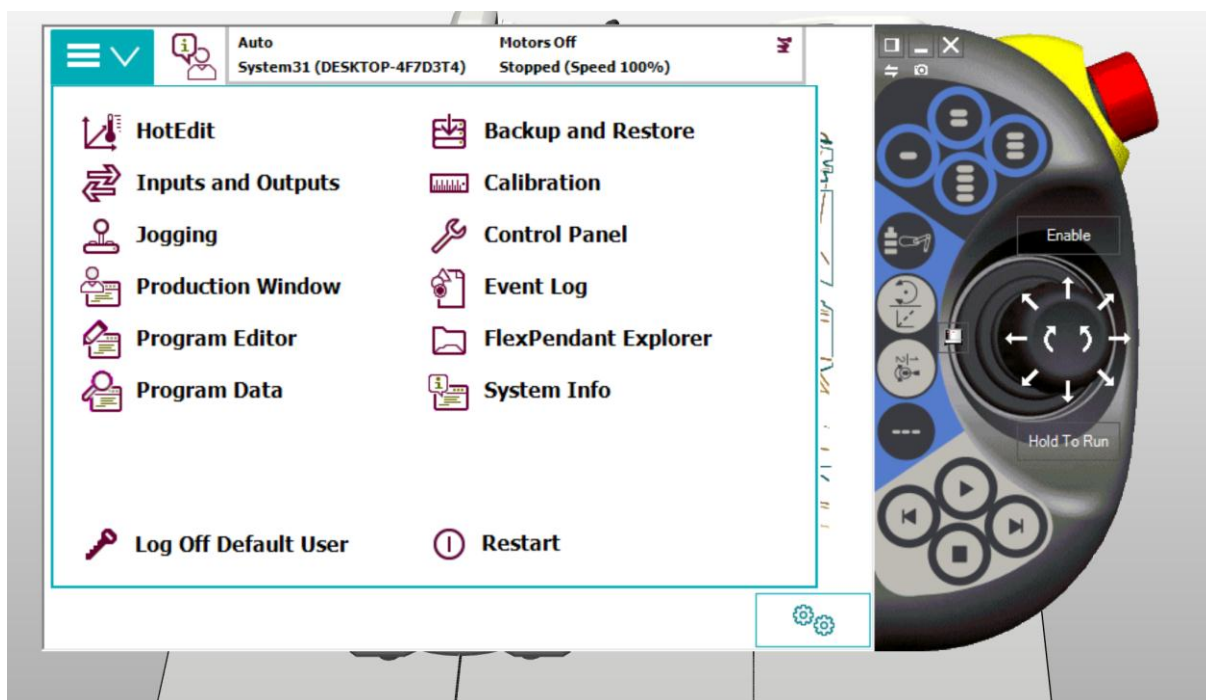 Auto
System31 (DESKTOP-4F7D3T4)
Motors Off
Stopped (Speed 100%)
HotEdit
Inputs and Outputs
Jogging
Production Window
Program Editor
Program Data
Backup and Restore
Calibration
Control Panel
Event Log
FlexPendant Explorer
System Info
Log Off Default User
Restart
Enable
Hold To Run